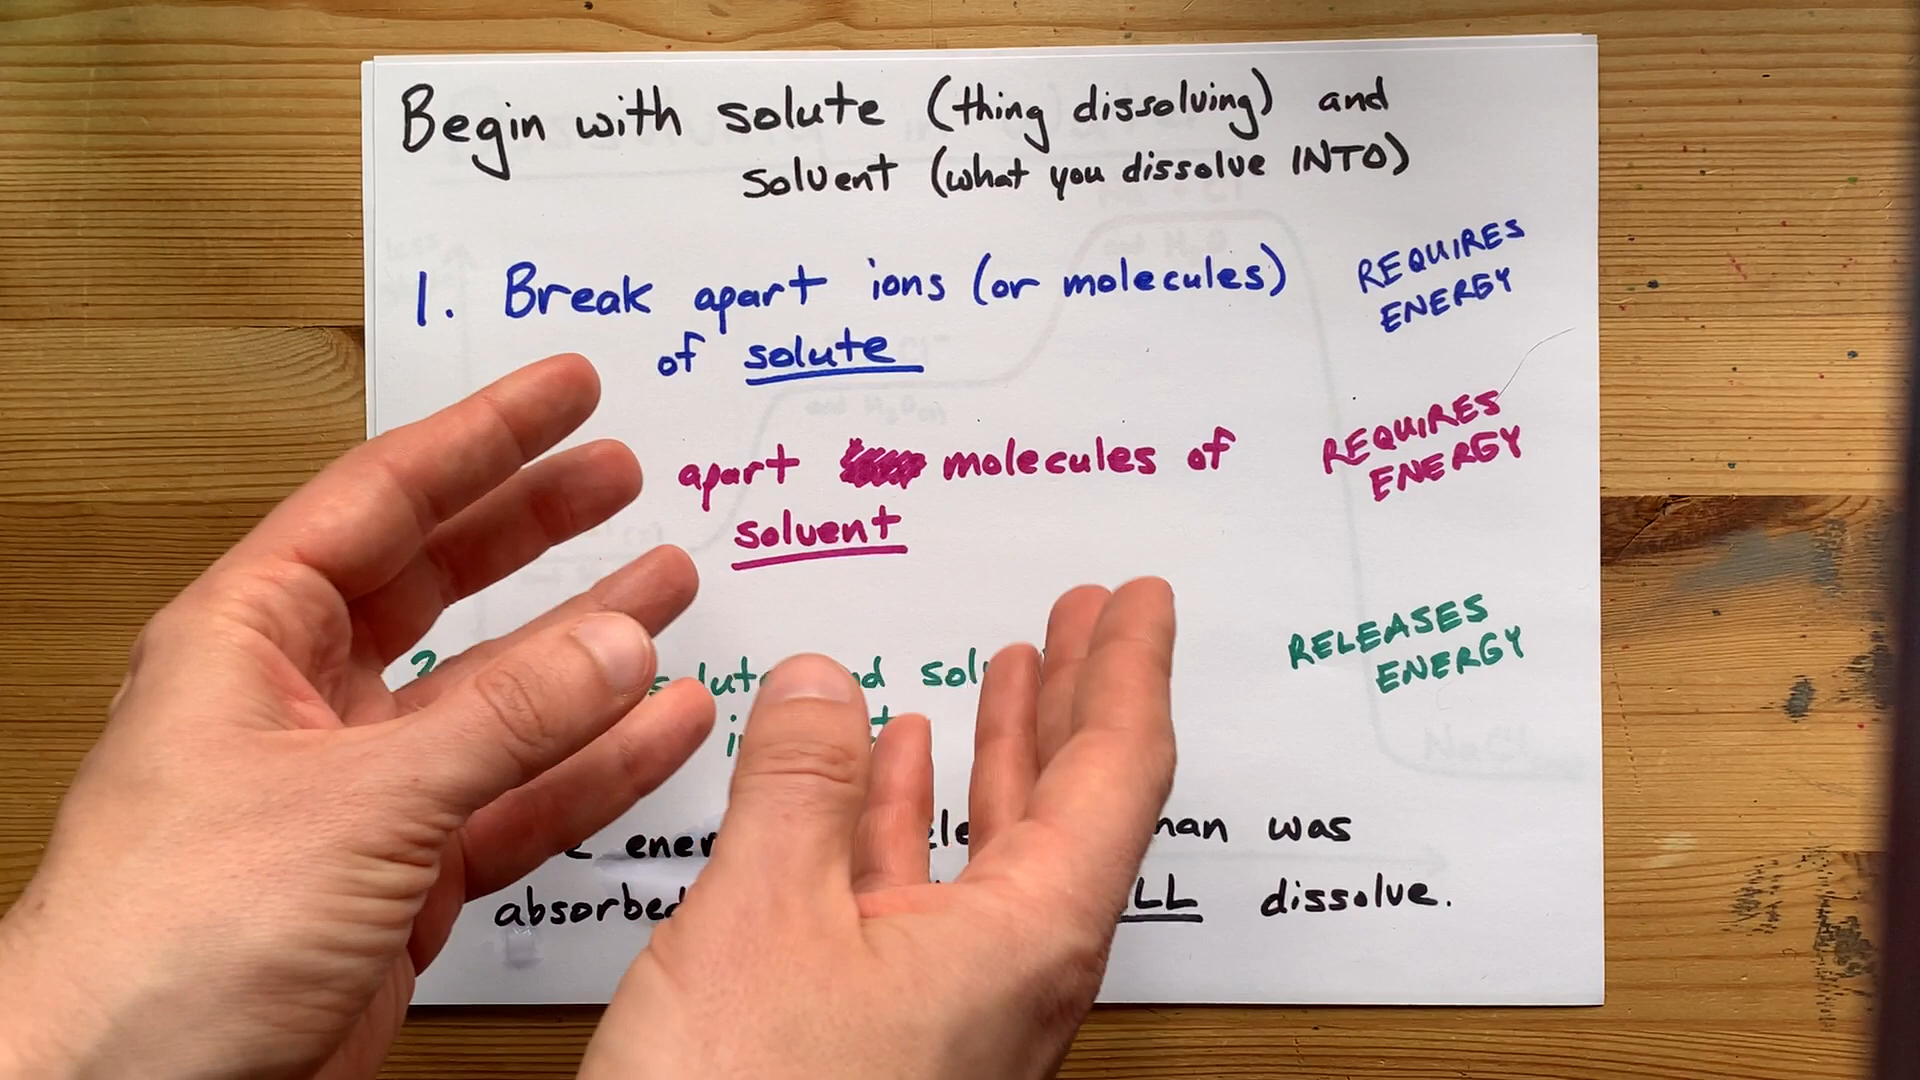 Begin with solute (thing dissolving) and
solvent (what you dissolve INTO)
1. Break apart ions (or molecules)
of solute
REQUIRES
ENERGY
apart molecules of
solvent
REQUIRES
ENERGY
RELEASES
ENERGY
was
absorbed dissolve.